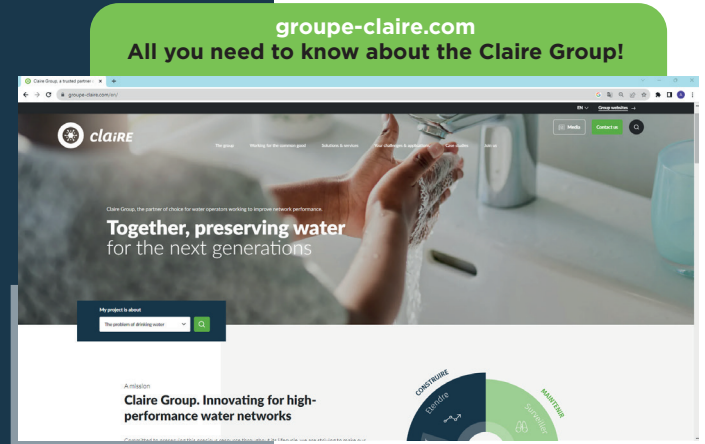 groupe-claire.com
All you need to know about the Claire Group!
Claire Group, a trusted partner
groupe-claire.com/en/
EN
Group websites →
claiRE
Media
Contact us
The group
Working for the common good
Solutions & services
Your challenges & applications
Case studies
Join us
Claire Group, the partner of choice for water operators working to improve network performance.
Together, preserving water
for the next generations
My project is about
The problem of drinking water
A mission
Claire Group. Innovating for high-
performance water networks
CONSTRUIRE
Etendre
MAINTENIR
Surveiller